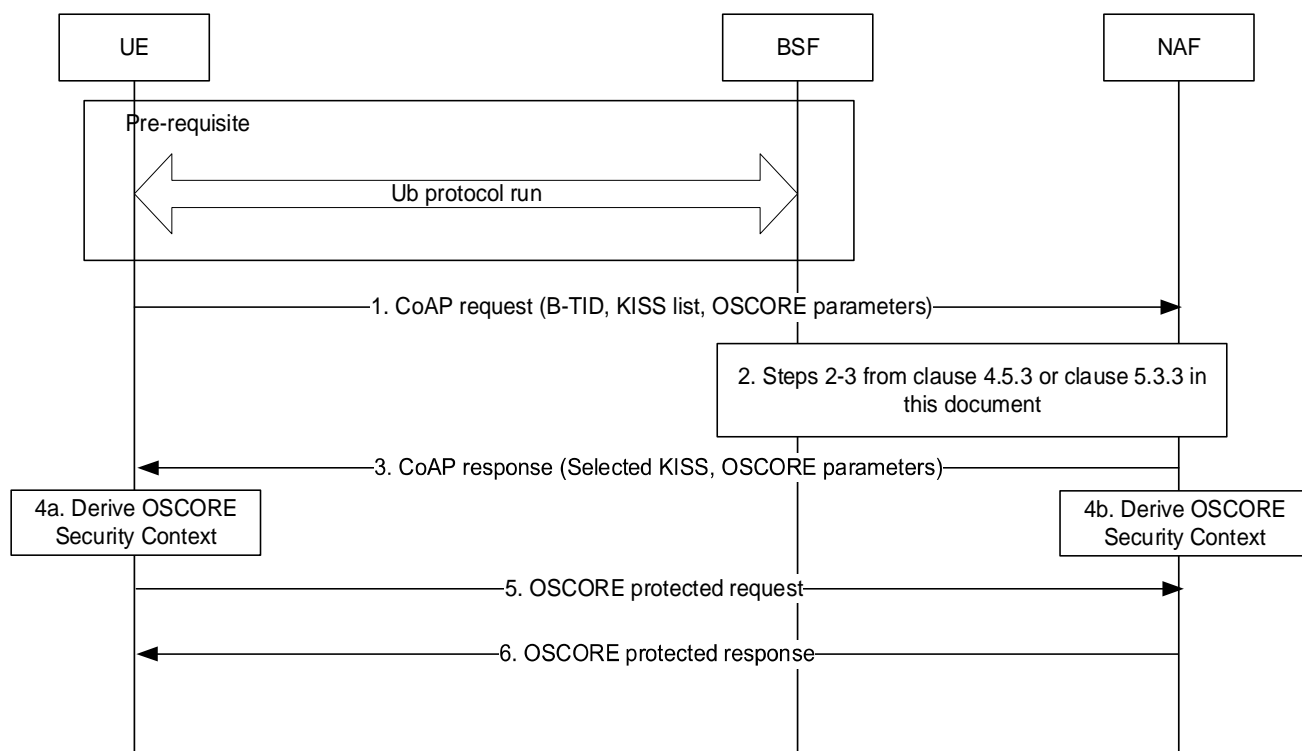 UE
BSF
NAF
Pre-requisite
Ub protocol run
1. CoAP request (B-TID, KISS list, OSCORE parameters)
2. Steps 2-3 from clause 4.5.3 or clause 5.3.3 in
this document
3. CoAP response (Selected KISS, OSCORE parameters)
4a. Derive OSCORE
Security Context
4b. Derive OSCORE
Security Context
5. OSCORE protected request
6. OSCORE protected response